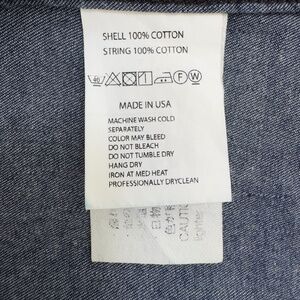 SHELL 100% COTTON
STRING 100% COTTON
MADE IN USA
MACHINE WASH COLD
SEPARATELY
COLOR MAY BLEED
DO NOT BLEACH
DO NOT TUMBLE DRY
HANG DRY
IRON AT MED HEAT
PROFESSIONALLY DRYCLEAN